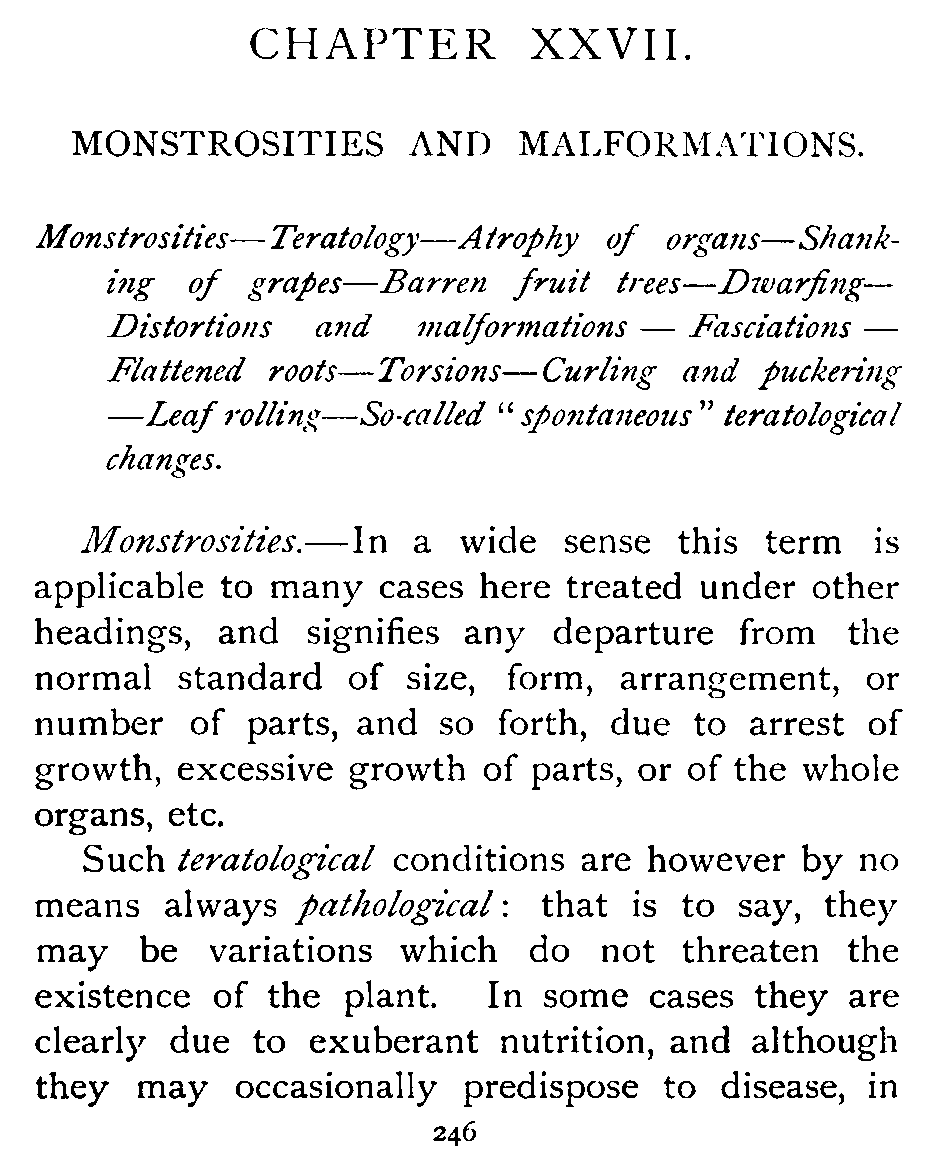 CHAPTER XXVII.
MONSTROSITIES AND MALFORMATIONS.
Monstrosities—Teratology—Atrophy of organs—Shank-
ing of grapes—Barren fruit trees—Dwarfing—
Distortions and malformations — Fasciations —
Flattened roots—Torsions—Curling and puckering
—Leaf rolling—So-called “spontaneous” teratological
changes.
Monstrosities.—In a wide sense this term is
applicable to many cases here treated under other
headings, and signifies any departure from the
normal standard of size, form, arrangement, or
number of parts, and so forth, due to arrest of
growth, excessive growth of parts, or of the whole
organs, etc.
Such teratological conditions are however by no
means always pathological: that is to say, they
may be variations which do not threaten the
existence of the plant. In some cases they are
clearly due to exuberant nutrition, and although
they may occasionally predispose to disease, in
246